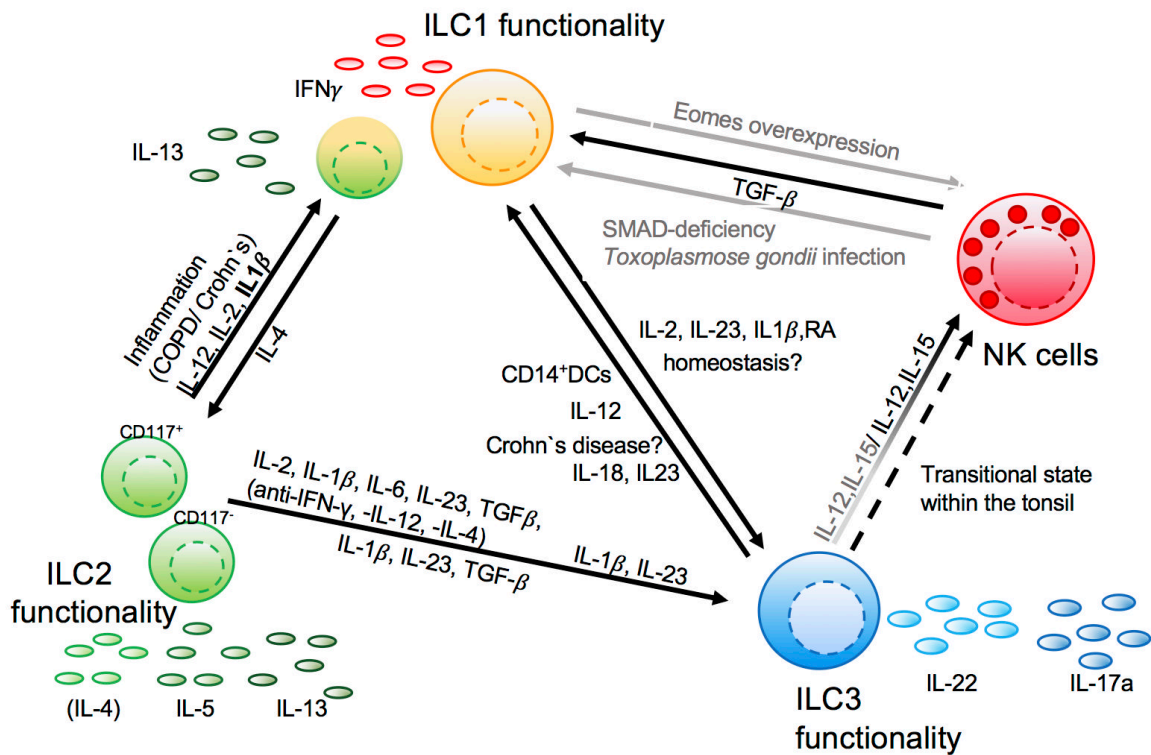 ILC1 functionality
IFNγ
IL-13
Eomes overexpression
TGF-β
SMAD-deficiency
Toxoplasmose gondii infection
NK cells
Inflammation
(COPD/ Crohn`s)
IL-12, IL-2, IL1β
IL-4
IL-2, IL-23, IL1β,RA
homeostasis?
CD14+DCs
IL-12
Crohn`s disease?
IL-18, IL23
IL-12,IL-15/ IL-12,IL-15
Transitional state
within the tonsil
CD117+
CD117-
IL-2, IL-1β, IL-6, IL-23, TGFβ,
(anti-IFN-γ, -IL-12, -IL-4)
IL-1β, IL-23, TGF-β
IL-1β, IL-23
ILC2
functionality
(IL-4)
IL-5
IL-13
ILC3
functionality
IL-22
IL-17a